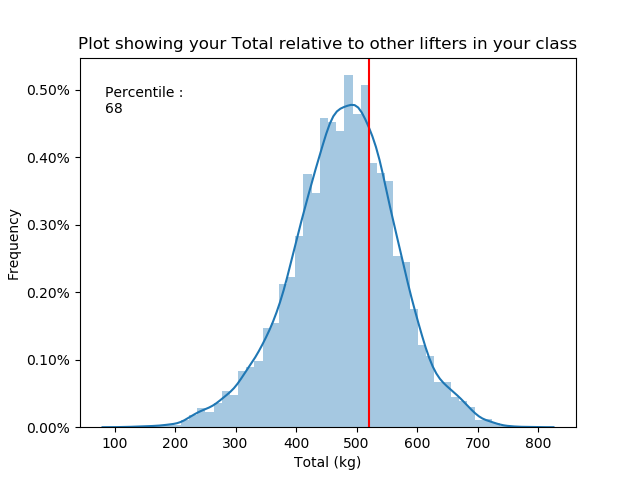 Plot showing your Total relative to other lifters in your class
Percentile :
68
0.50%
0.40%
0.30%
0.20%
0.10%
0.00%
Frequency
100 200 300 400 500 600 700 800
Total (kg)